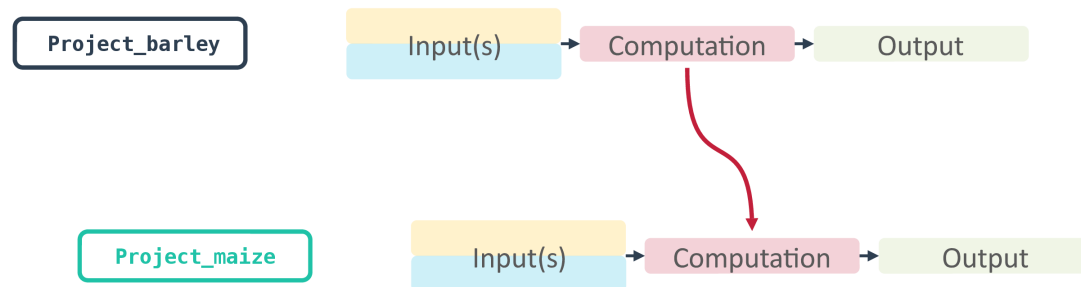 Project_barley
Input(s)
Computation
Output
Project_maize
Input(s)
Computation
Output